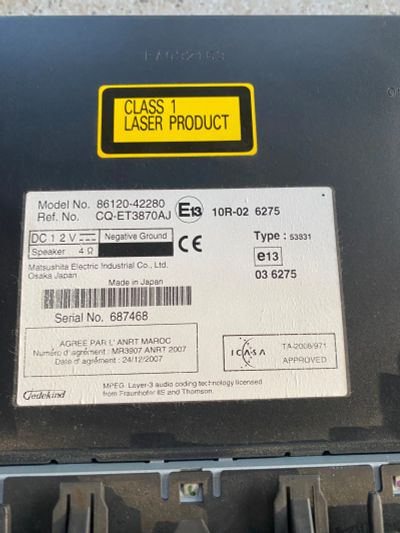 CLASS 1
LASER PRODUCT
Model No. 86120-42280
Ref. No. CQ-ET3870AJ
E13 10R-02 6275
DC 12V Negative Ground
Speaker 4Ω
CE
Type : 53831
e13
03 6275
Matsushita Electric Industrial Co., Ltd.
Osaka Japan
Made in Japan
Serial No. 687468
AGREE PAR L' ANRT MAROC
Numéro d'agrément : MR3907 ANRT 2007
Date d'agrément : 24/12/2007
ICASA
TA-2008/971
APPROVED
MPEG. Layer-3 audio coding technology licensed
from Fraunhofer IIS and Thomson.
Gedekind